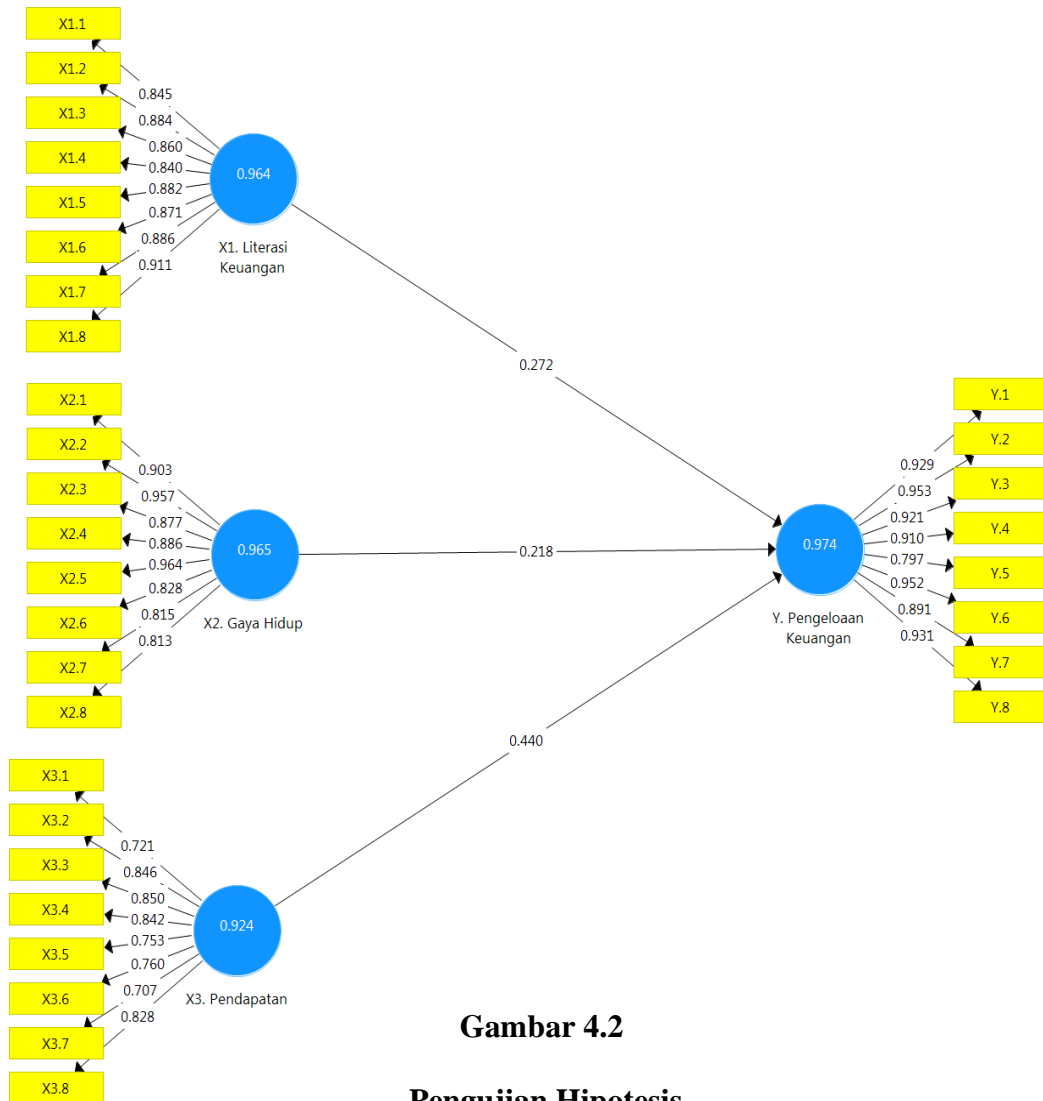 X1.1
X1.2
X1.3
X1.4
X1.5
X1.6
X1.7
X1.8
0.845
0.884
0.860
0.840
0.882
0.871
0.886
0.911
0.964
X1. Literasi
Keuangan
0.272
X2.1
X2.2
X2.3
X2.4
X2.5
X2.6
X2.7
X2.8
0.903
0.957
0.877
0.886
0.964
0.828
0.815
0.813
0.965
X2. Gaya Hidup
0.218
X3.1
X3.2
X3.3
X3.4
X3.5
X3.6
X3.7
X3.8
0.721
0.846
0.850
0.842
0.753
0.760
0.707
0.828
0.924
X3. Pendapatan
0.440
0.974
Y. Pengeloaan
Keuangan
0.929
0.953
0.921
0.910
0.797
0.952
0.891
0.931
Y.1
Y.2
Y.3
Y.4
Y.5
Y.6
Y.7
Y.8
Gambar 4.2
Pengujian Hipotesis